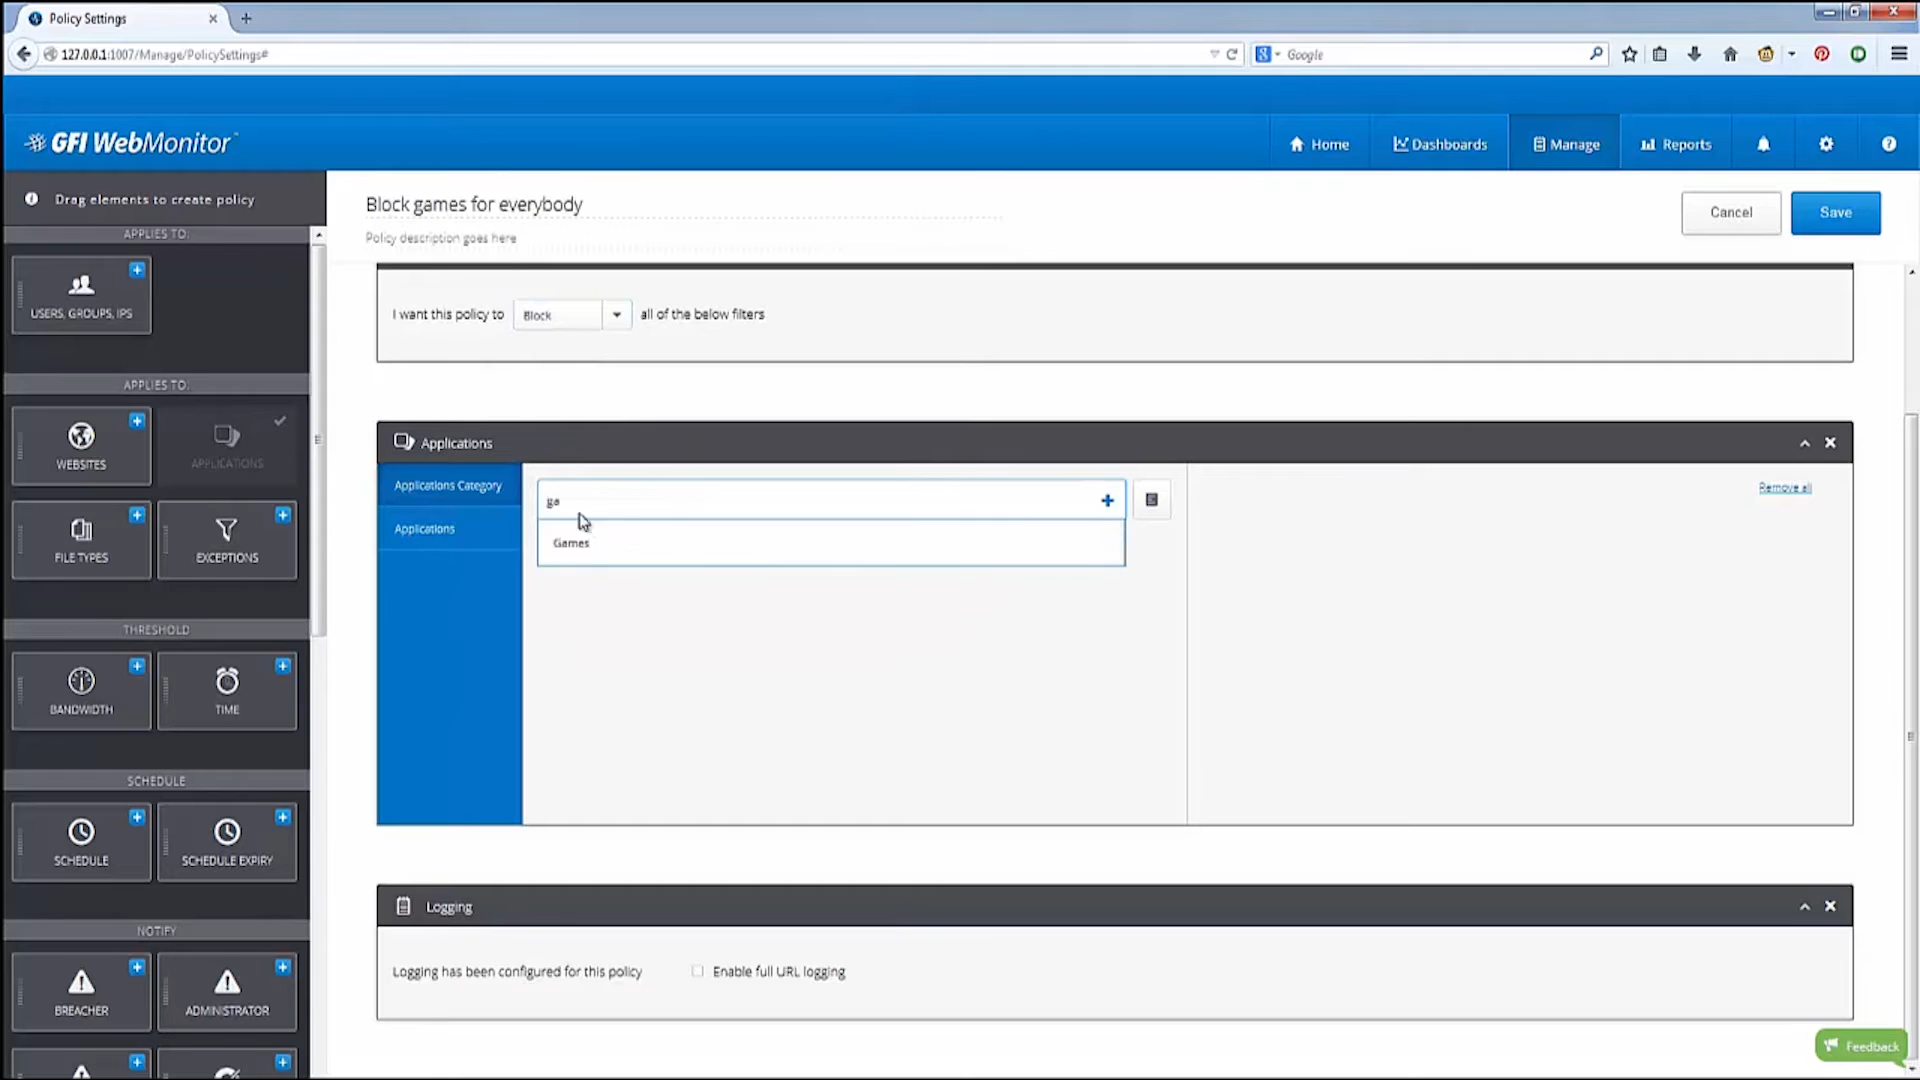 Policy Settings
127.0.0.1:1007/Manage/PolicySettings#
Google
GFI WebMonitor
Home
Dashboards
Manage
Reports
Drag elements to create policy
Block games for everybody
Policy description goes here
Cancel
Save
APPLIES TO:
USERS, GROUPS, IPS
APPLIES TO:
WEBSITES
APPLICATIONS
FILE TYPES
EXCEPTIONS
THRESHOLD
BANDWIDTH
TIME
SCHEDULE
SCHEDULE
SCHEDULE EXPIRY
NOTIFY
BREACHER
ADMINISTRATOR
I want this policy to Block all of the below filters
Applications
Applications Category
Applications
ga
Games
Remove all
Logging
Logging has been configured for this policy
Enable full URL logging
Feedback